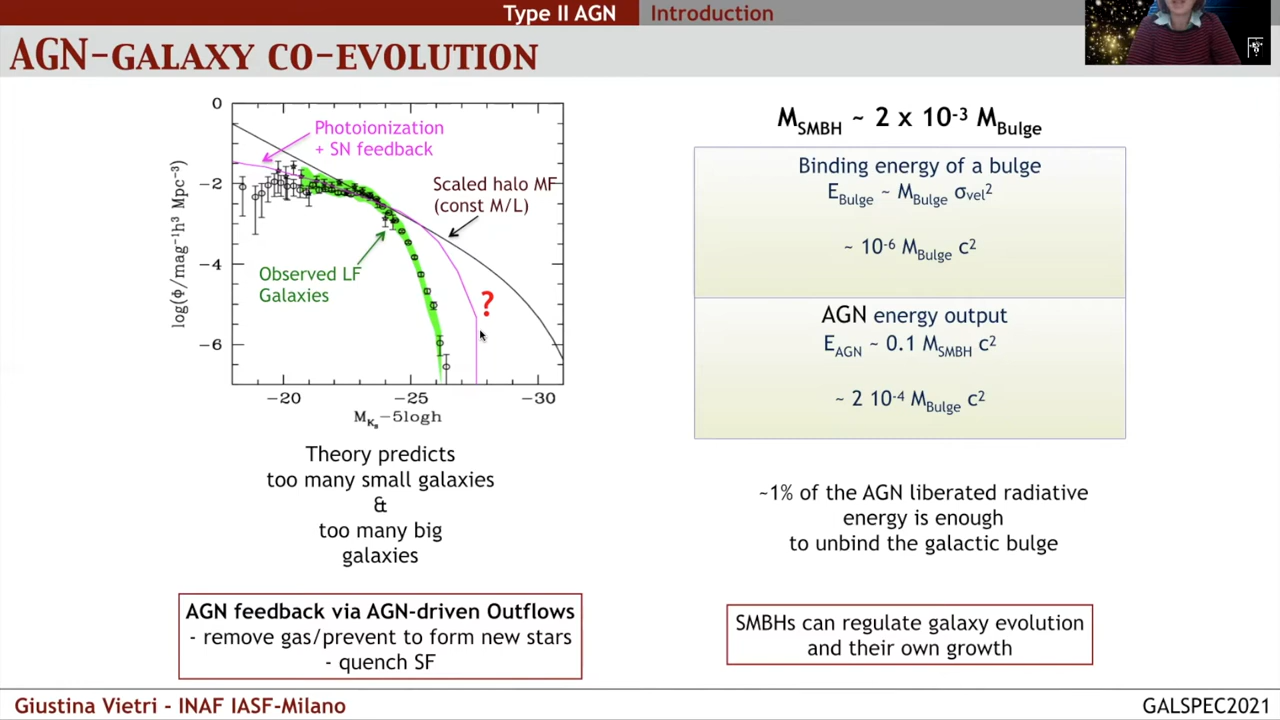 Type II AGN
Introduction
AGN-GALAXY CO-EVOLUTION
log(Φ/mag⁻¹h³ Mpc⁻³)
0
−2
−4
−6
Photoionization
+ SN feedback
Scaled halo MF
(const M/L)
Observed LF
Galaxies
?
−20
−25
−30
M_Ks−5logh
Theory predicts
too many small galaxies
&
too many big
galaxies
AGN feedback via AGN-driven Outflows
- remove gas/prevent to form new stars
- quench SF
M_SMBH ~ 2 x 10⁻³ M_Bulge
Binding energy of a bulge
E_Bulge ~ M_Bulge σ_vel²
~ 10⁻⁶ M_Bulge c²
AGN energy output
E_AGN ~ 0.1 M_SMBH c²
~ 2 10⁻⁴ M_Bulge c²
~1% of the AGN liberated radiative
energy is enough
to unbind the galactic bulge
SMBHs can regulate galaxy evolution
and their own growth
Giustina Vietri - INAF IASF-Milano
GALSPEC2021